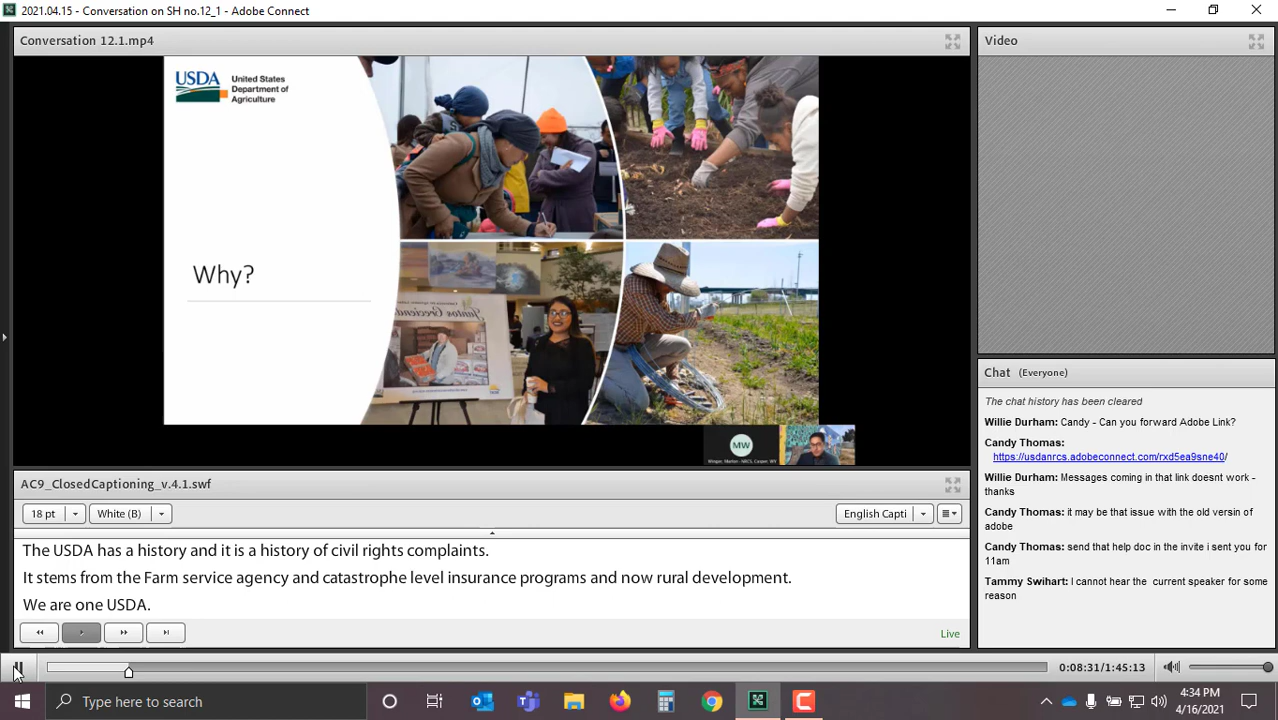 2021.04.15 - Conversation on SH no.12_1 - Adobe Connect
Conversation 12.1.mp4
USDA
United States
Department of
Agriculture
Why?
MW
AC9_ClosedCaptioning_v.4.1.swf
18 pt
White (B)
English Capti
The USDA has a history and it is a history of civil rights complaints.
It stems from the Farm service agency and catastrophe level insurance programs and now rural development.
We are one USDA.
Live
Video
Chat (Everyone)
The chat history has been cleared
Willie Durham: Candy - Can you forward Adobe Link?
Candy Thomas:
https://usdanrcs.adobeconnect.com/rxd5ea9sne40/
Willie Durham: Messages coming in that link doesnt work -
thanks
Candy Thomas: it may be that issue with the old versin of
adobe
Candy Thomas: send that help doc in the invite i sent you for
11am
Tammy Swihart: I cannot hear the current speaker for some
reason
0:08:31/1:45:13
Type here to search
4:34 PM
4/16/2021